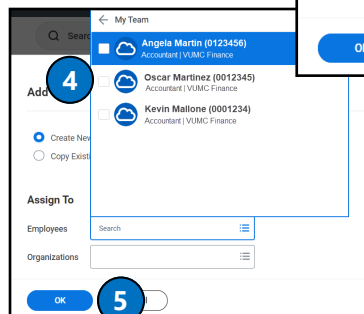 ← My Team
Sear
Angela Martin (0123456)
Accountant | VUMC Finance
OK
4
Oscar Martinez (0012345)
Accountant | VUMC Finance
Add
Kevin Mallone (0001234)
Accountant | VUMC Finance
Create New
Copy Existi
Assign To
Employees
Search
Organizations
OK
5
l